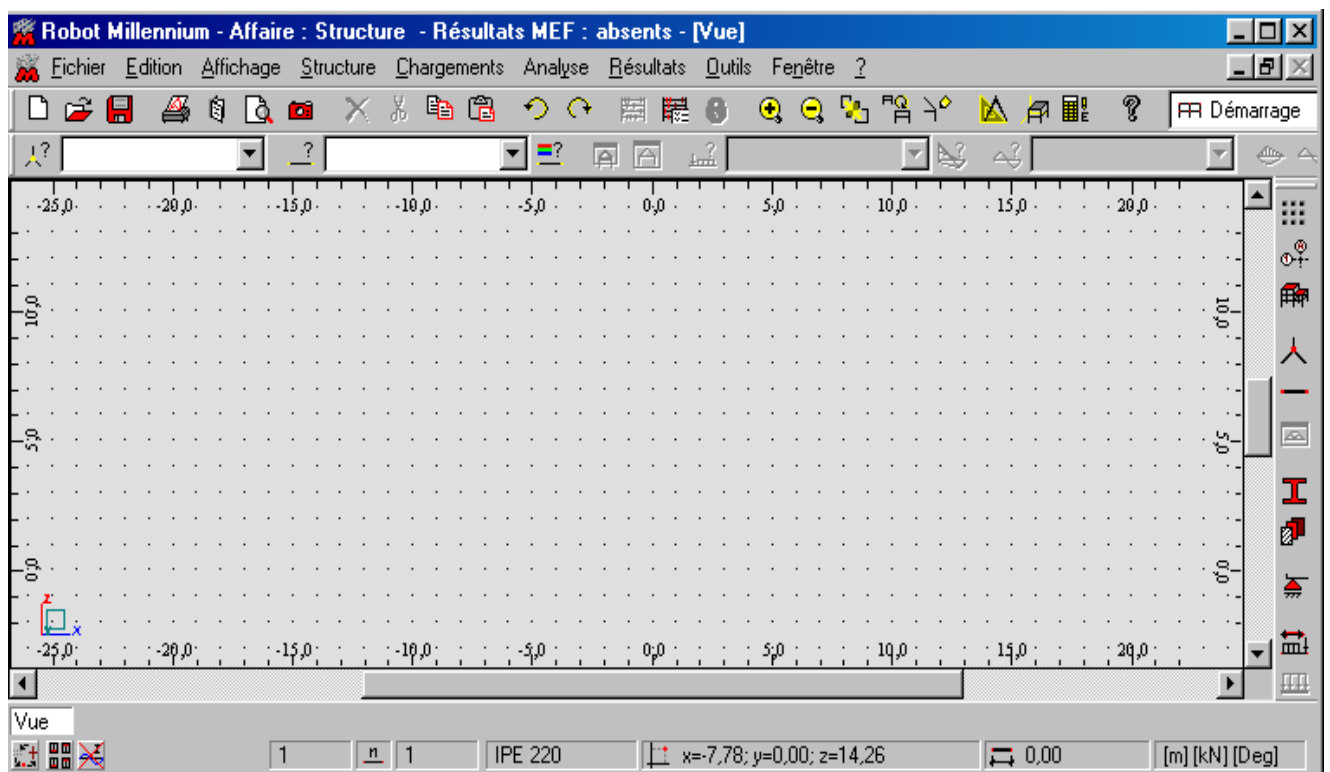 Robot Millennium - Affaire : Structure - Résultats MEF : absents - [Vue]
Fichier Edition Affichage Structure Chargements Analyse Résultats Outils Fenêtre ?
Démarrage
-25,0 -20,0 -15,0 -10,0 -5,0 0,0 5,0 10,0 15,0 20,0
10,0 10,0
5,0 5,0
0,0 0,0
z
x
-25,0 -20,0 -15,0 -10,0 -5,0 0,0 5,0 10,0 15,0 20,0
Vue
1 n 1 IPE 220 x=-7,78; y=0,00; z=14,26 0,00 [m] [kN] [Deg]